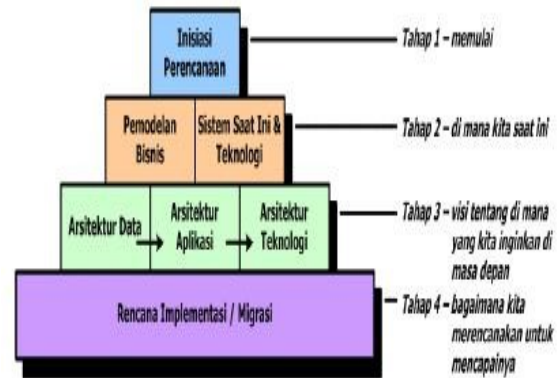 Inisiasi
Perencanaan
Tahap 1 – memulai
Pemodelan
Bisnis
Sistem Saat Ini &
Teknologi
Tahap 2 – di mana kita saat ini
Arsitektur Data
Arsitektur
Aplikasi
Arsitektur
Teknologi
Tahap 3 – visi tentang di mana
yang kita inginkan di
masa depan
Rencana Implementasi / Migrasi
Tahap 4 – bagaimana kita
merencanakan untuk
mencapainya